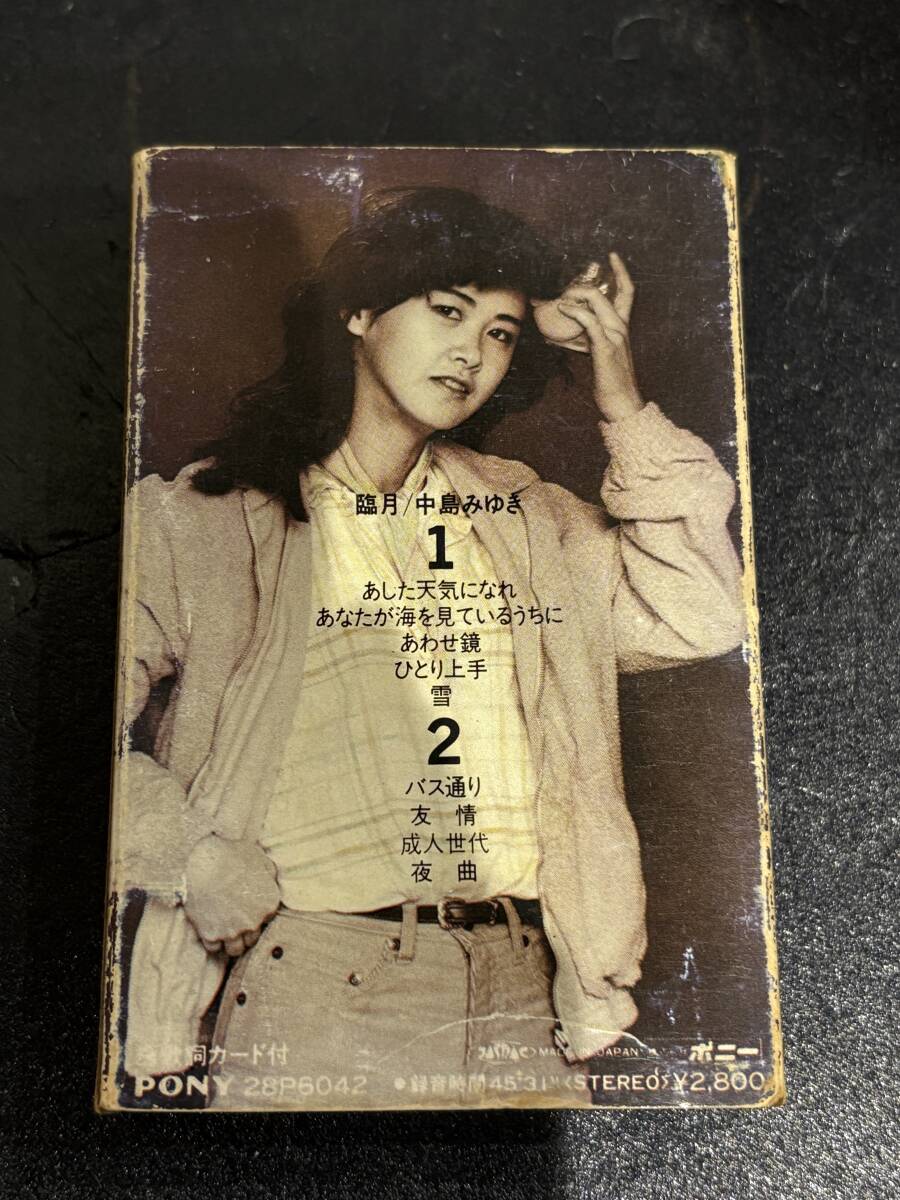 臨月/中島みゆき
1
あした天気になれ
あなたが海を見ているうちに
あわせ鏡
ひとり上手
雪
2
バス通り
友 情
成人世代
夜 曲
歌詞カード付
JASRAC MADE IN JAPAN ポニー
PONY 28P6042 ●録音時間45'31" <STEREO> ¥2,800